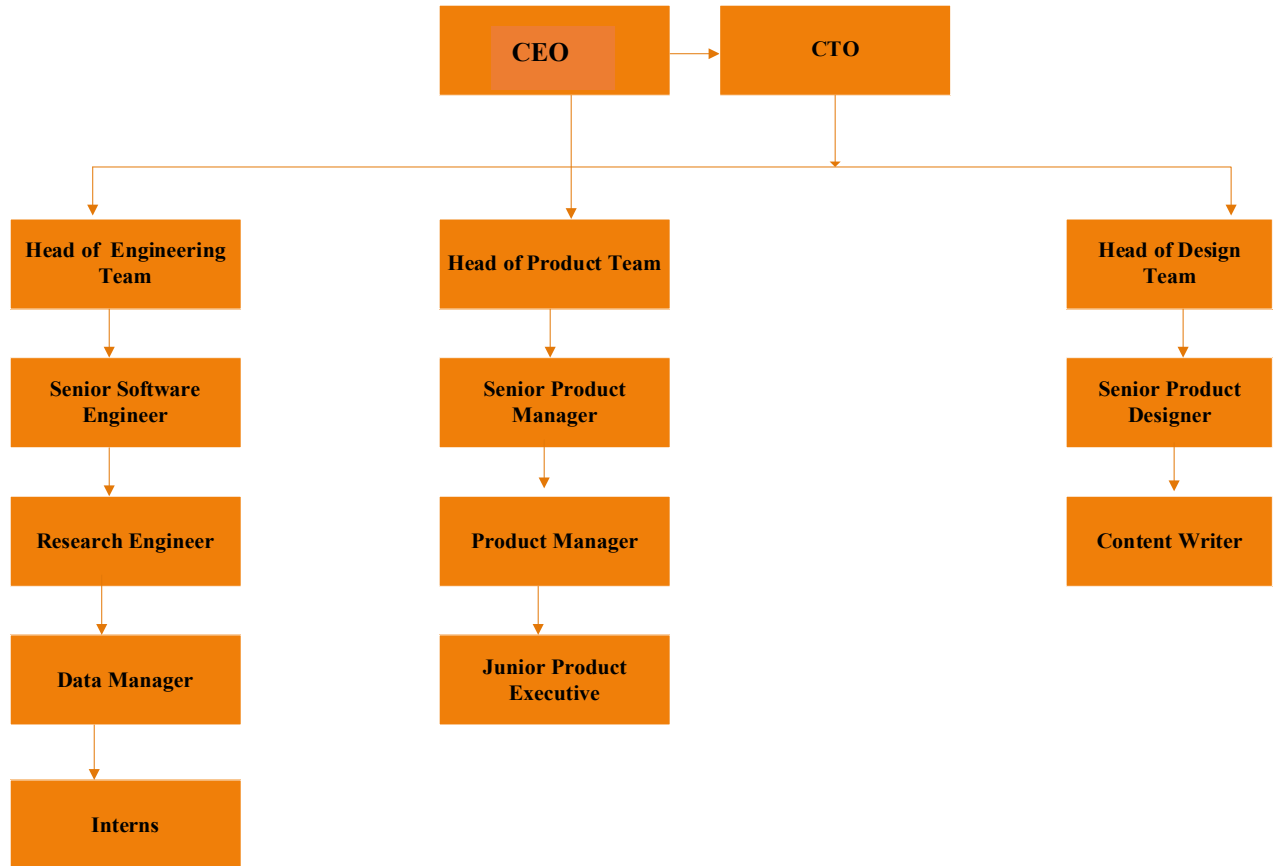 CEO
CTO
Head of  Engineering
Team
Head of Product Team
Head of Design
Team
Senior Software
Engineer
Senior Product
Manager
Senior Product
Designer
Research Engineer
Product Manager
Content Writer
Data Manager
Junior Product
Executive
Interns